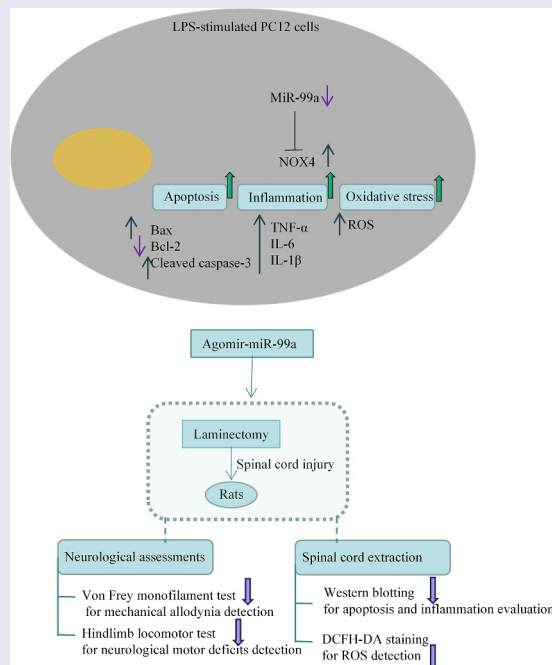 LPS-stimulated PC12 cells
MiR-99a
NOX4
Apoptosis
Inflammation
Oxidative stress
Bax
Bcl-2
Cleaved caspase-3
TNF-α
IL-6
IL-1β
ROS
Agomir-miR-99a
Laminectomy
Spinal cord injury
Rats
Neurological assessments
Von Frey monofilament test
for mechanical allodynia detection
Hindlimb locomotor test
for neurological motor deficits detection
Spinal cord extraction
Western blotting
for apoptosis and inflammation evaluation
DCFH-DA staining
for ROS detection